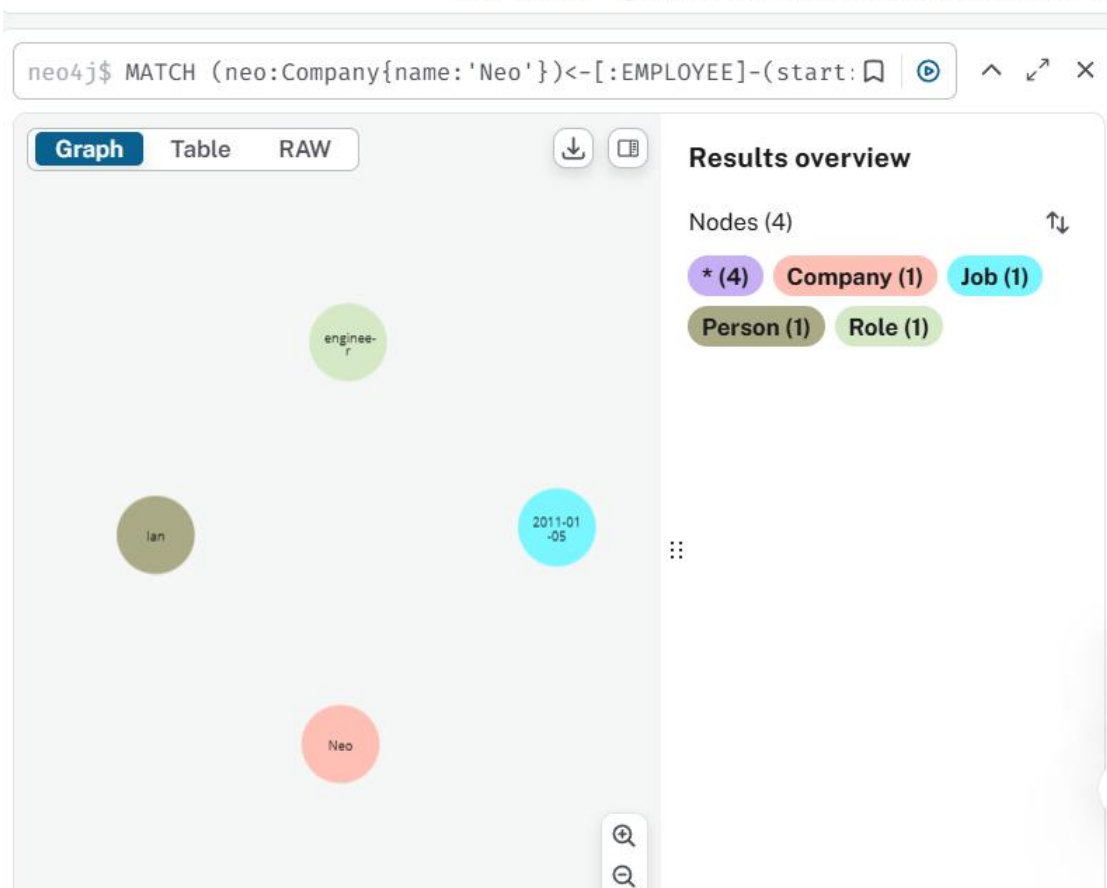 neo4j$ MATCH (neo:Company{name:'Neo'})<-[:EMPLOYEE]-(start:
Graph Table RAW
Results overview
Nodes (4)
* (4) Company (1) Job (1)
Person (1) Role (1)
enginee-
r
Ian
2011-01
-05
Neo